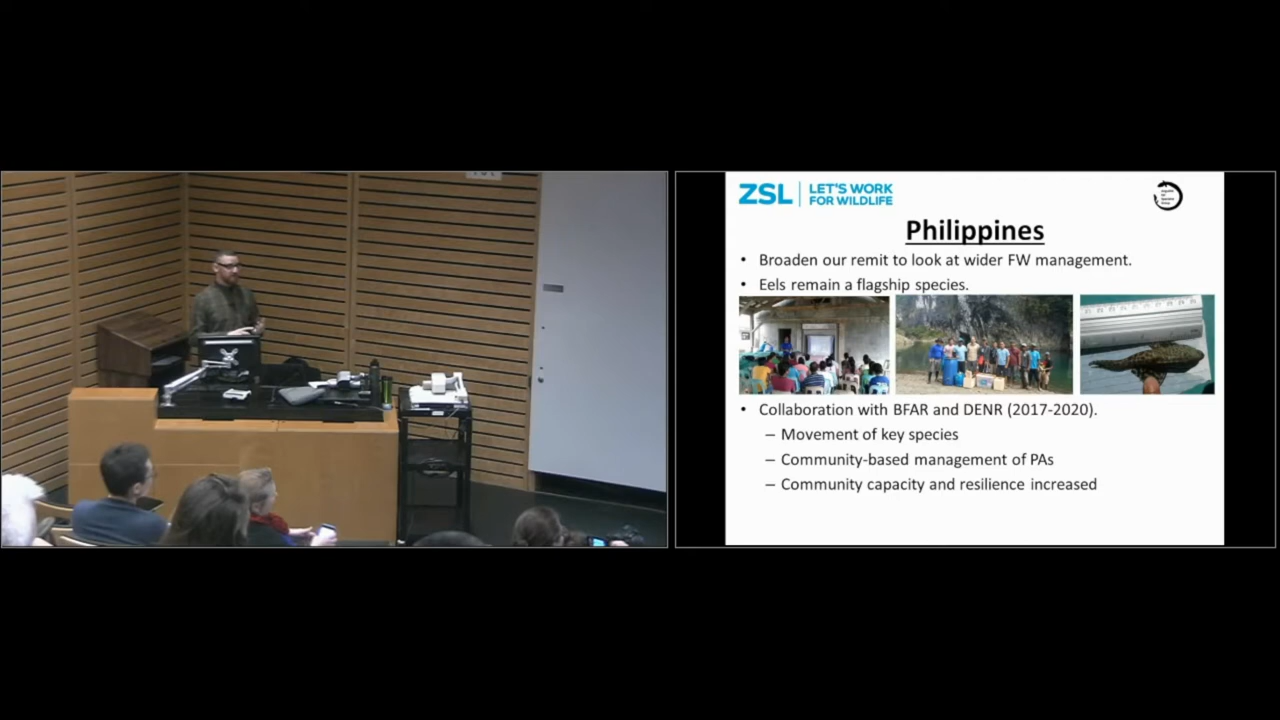 ZSL LET'S WORK
FOR WILDLIFE
Philippines
• Broaden our remit to look at wider FW management.
• Eels remain a flagship species.
• Collaboration with BFAR and DENR (2017-2020).
– Movement of key species
– Community-based management of PAs
– Community capacity and resilience increased